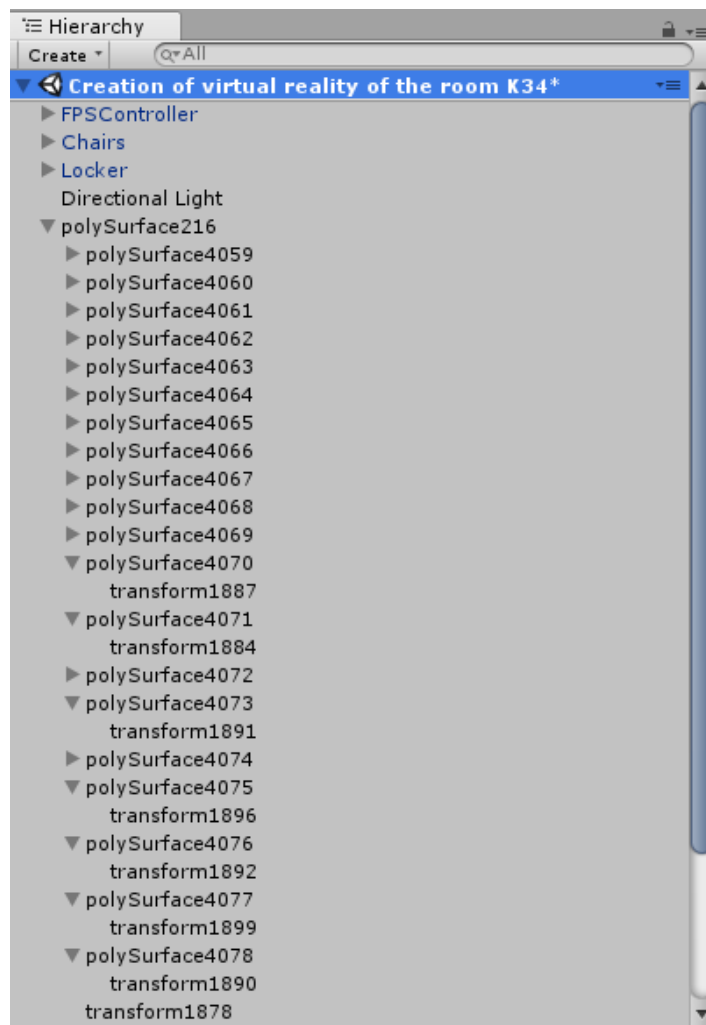 Hierarchy
Create All
Creation of virtual reality of the room K34*
FPSController
Chairs
Locker
Directional Light
polySurface216
polySurface4059
polySurface4060
polySurface4061
polySurface4062
polySurface4063
polySurface4064
polySurface4065
polySurface4066
polySurface4067
polySurface4068
polySurface4069
polySurface4070
transform1887
polySurface4071
transform1884
polySurface4072
polySurface4073
transform1891
polySurface4074
polySurface4075
transform1896
polySurface4076
transform1892
polySurface4077
transform1899
polySurface4078
transform1890
transform1878